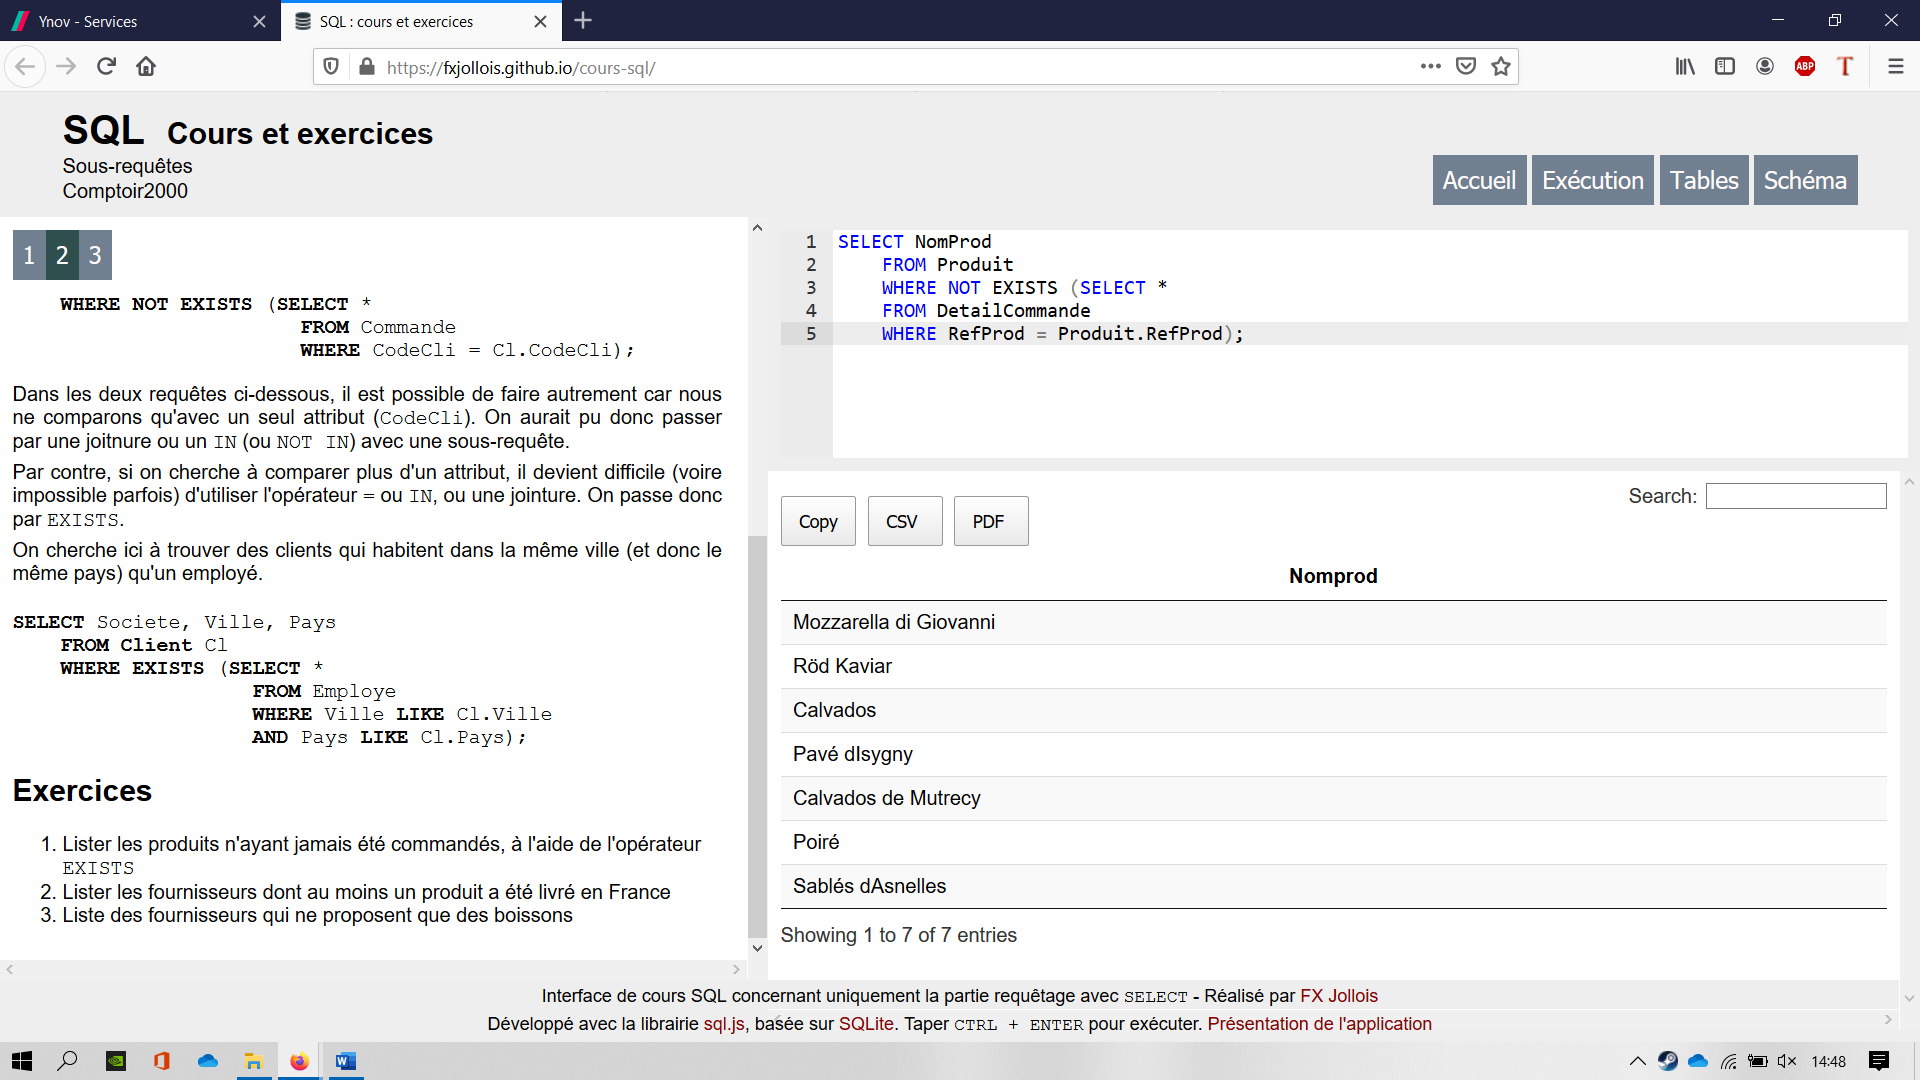 Ynov - Services
SQL : cours et exercices
https://fxjollois.github.io/cours-sql/
ABP
T
SQL Cours et exercices
Sous-requêtes
Comptoir2000
Accueil
Exécution
Tables
Schéma
1 2 3
WHERE NOT EXISTS (SELECT *
FROM Commande
WHERE CodeCli = Cl.CodeCli);
Dans les deux requêtes ci-dessous, il est possible de faire autrement car nous
ne comparons qu'avec un seul attribut (CodeCli). On aurait pu donc passer
par une joitnure ou un IN (ou NOT IN) avec une sous-requête.
Par contre, si on cherche à comparer plus d'un attribut, il devient difficile (voire
impossible parfois) d'utiliser l'opérateur = ou IN, ou une jointure. On passe donc
par EXISTS.
On cherche ici à trouver des clients qui habitent dans la même ville (et donc le
même pays) qu'un employé.
SELECT Societe, Ville, Pays
FROM Client Cl
WHERE EXISTS (SELECT *
FROM Employe
WHERE Ville LIKE Cl.Ville
AND Pays LIKE Cl.Pays);
Exercices
1. Lister les produits n'ayant jamais été commandés, à l'aide de l'opérateur
EXISTS
2. Lister les fournisseurs dont au moins un produit a été livré en France
3. Liste des fournisseurs qui ne proposent que des boissons
1 SELECT NomProd
2 FROM Produit
3 WHERE NOT EXISTS (SELECT *
4 FROM DetailCommande
5 WHERE RefProd = Produit.RefProd);
Copy
CSV
PDF
Search:
Nomprod
Mozzarella di Giovanni
Röd Kaviar
Calvados
Pavé dIsygny
Calvados de Mutrecy
Poiré
Sablés dAsnelles
Showing 1 to 7 of 7 entries
Interface de cours SQL concernant uniquement la partie requêtage avec SELECT - Réalisé par FX Jollois
Développé avec la librairie sql.js, basée sur SQLite. Taper CTRL + ENTER pour exécuter. Présentation de l'application
14:48